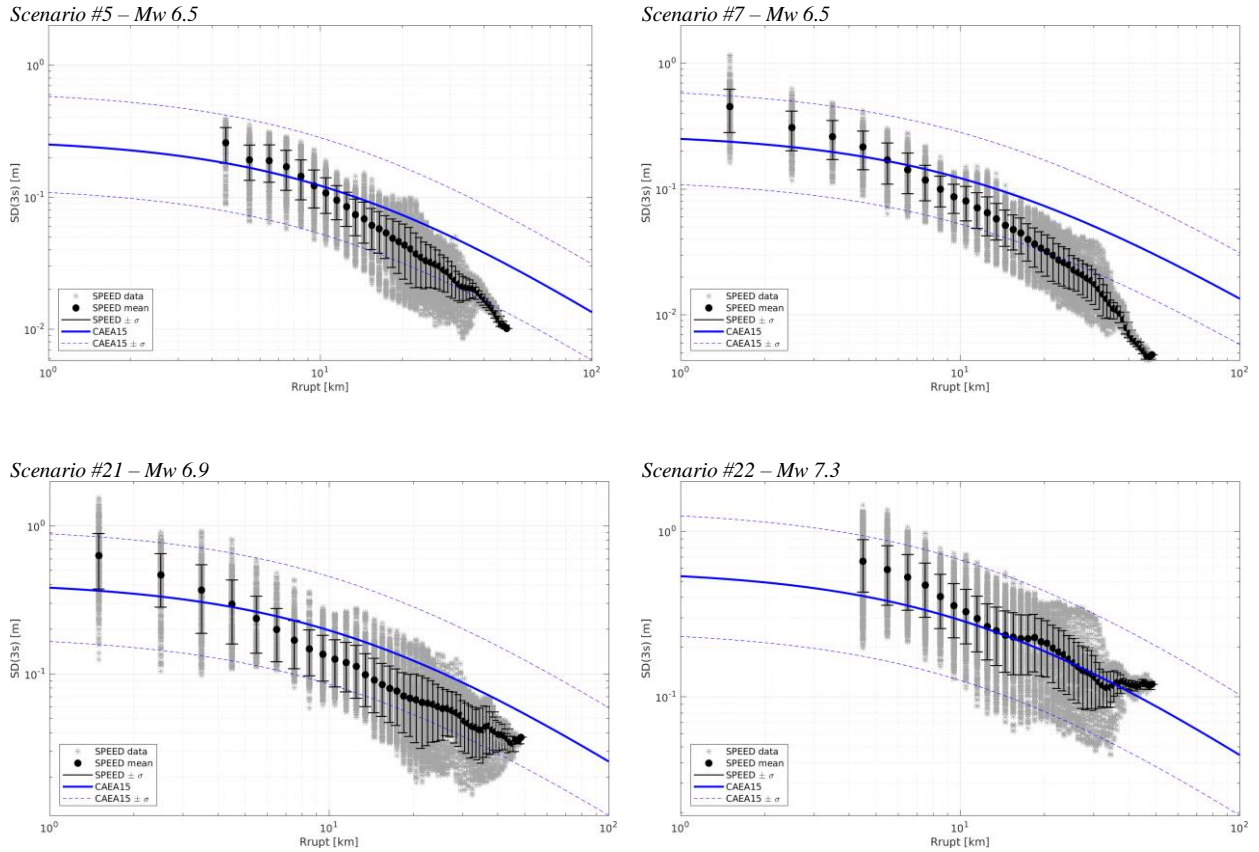 Scenario #5 – Mw 6.5
10^0
10^-1
10^-2
SD(3s) [m]
SPEED data
SPEED mean
SPEED ± σ
CAEA15
CAEA15 ± σ
10^0
10^1
10^2
Rrupt [km]
Scenario #7 – Mw 6.5
10^0
10^-1
10^-2
SD(3s) [m]
SPEED data
SPEED mean
SPEED ± σ
CAEA15
CAEA15 ± σ
10^0
10^1
10^2
Rrupt [km]
Scenario #21 – Mw 6.9
10^0
10^-1
SD(3s) [m]
SPEED data
SPEED mean
SPEED ± σ
CAEA15
CAEA15 ± σ
10^0
10^1
10^2
Rrupt [km]
Scenario #22 – Mw 7.3
10^0
10^-1
SD(3s) [m]
SPEED data
SPEED mean
SPEED ± σ
CAEA15
CAEA15 ± σ
10^0
10^1
10^2
Rrupt [km]